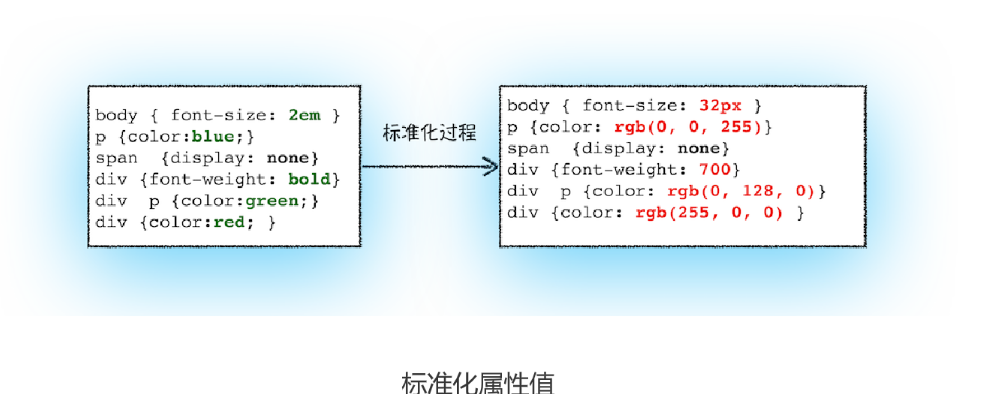 body { font-size: 2em }
p {color:blue;}
span  {display: none}
div {font-weight: bold}
div  p {color:green;}
div {color:red; }
标准化过程
body { font-size: 32px }
p {color: rgb(0, 0, 255)}
span  {display: none}
div {font-weight: 700}
div  p {color: rgb(0, 128, 0)}
div {color: rgb(255, 0, 0) }
标准化属性值